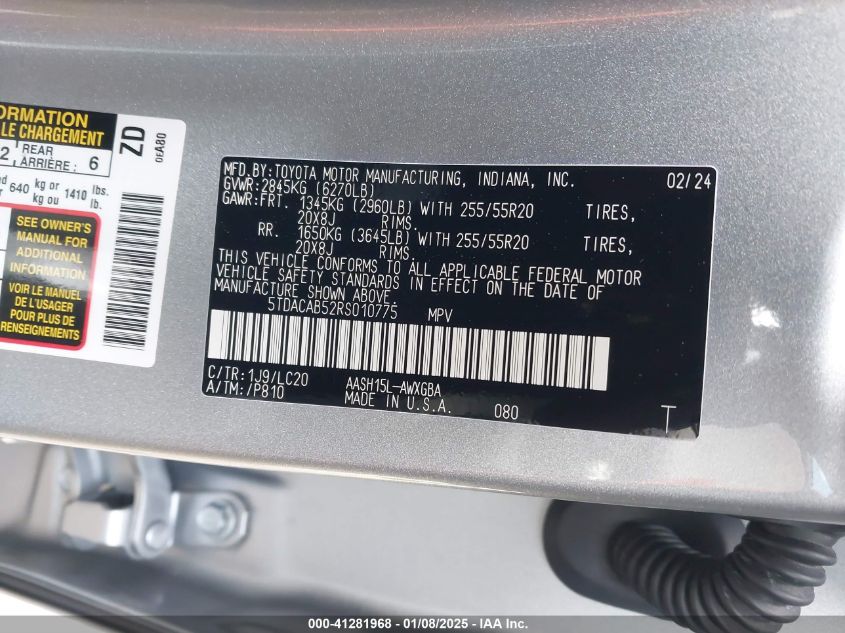 ORMATION
LE CHARGEMENT
2 REAR
ARRIÈRE : 6
640 kg or 1410 lbs.
kg ou lb.
SEE OWNER'S
MANUAL FOR
ADDITIONAL
INFORMATION
VOIR LE MANUEL
DE L'USAGER
POUR PLUS DE
RENSEIGNEMENTS
ZD
0EA80
MFD.BY:TOYOTA MOTOR MANUFACTURING, INDIANA, INC. 02/24
GVWR:2845KG (6270LB)
GAWR:FRT. 1345KG (2960LB) WITH 255/55R20 TIRES,
20X8J RIMS.
RR. 1650KG (3645LB) WITH 255/55R20 TIRES,
20X8J RIMS.
THIS VEHICLE CONFORMS TO ALL APPLICABLE FEDERAL MOTOR
VEHICLE SAFETY STANDARDS IN EFFECT ON THE DATE OF
MANUFACTURE SHOWN ABOVE.
5TDACAB52RS010775 MPV
C/TR:1J9/LC20 AASH15L-AWXGBA
A/TM:/P810 MADE IN U.S.A. 080
T
000-41281968 - 01/08/2025 - IAA Inc.